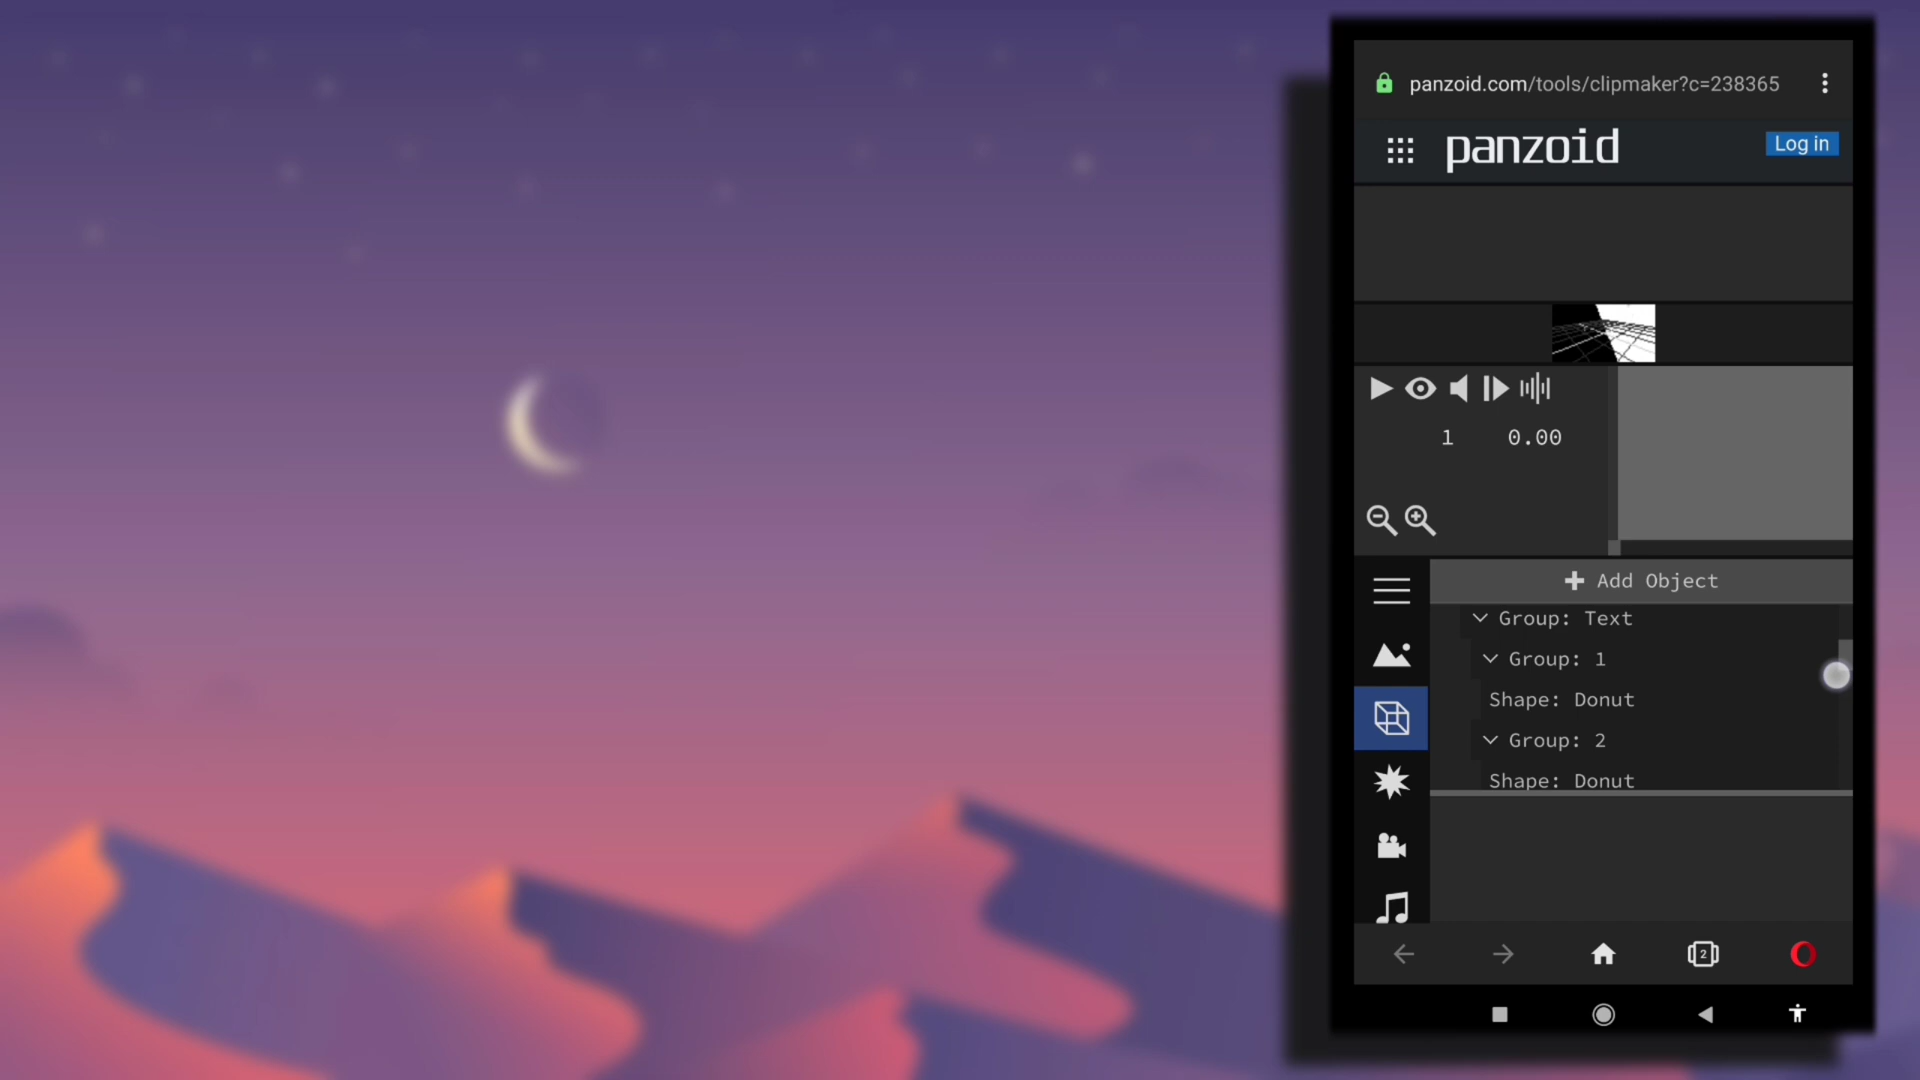 panzoid.com/tools/clipmaker?c=238365
panzoid
Log in
1 0.00
Add Object
Group: Text
Group: 1
Shape: Donut
Group: 2
Shape: Donut
2